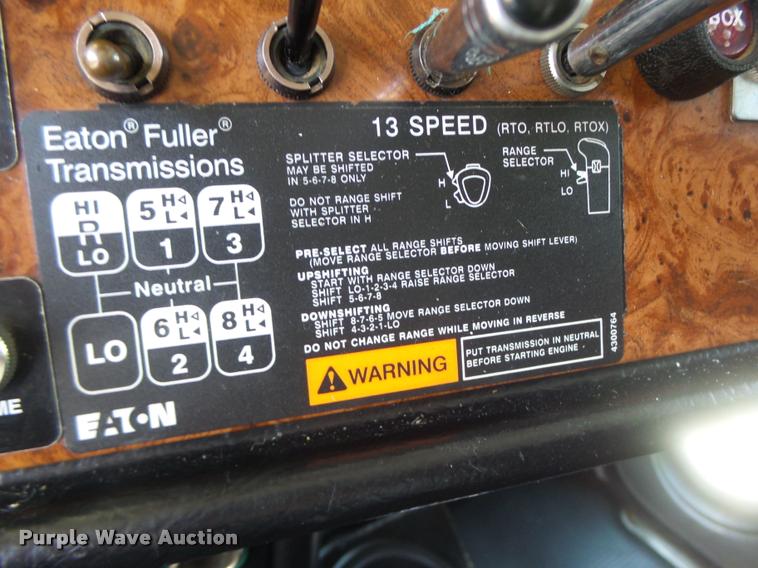 BOX
Eaton® Fuller®
Transmissions
13 SPEED (RTO, RTLO, RTOX)
SPLITTER SELECTOR
MAY BE SHIFTED
IN 5-6-7-8 ONLY
H
L
RANGE
SELECTOR
HI
LO
DO NOT RANGE SHIFT
WITH SPLITTER
SELECTOR IN H
HI
R
LO
5 H
L
1
7 H
L
3
Neutral
LO
6 H
L
2
8 H
L
4
PRE-SELECT ALL RANGE SHIFTS
(MOVE RANGE SELECTOR BEFORE MOVING SHIFT LEVER)
UPSHIFTING
START WITH RANGE SELECTOR DOWN
SHIFT LO-1-2-3-4 RAISE RANGE SELECTOR
SHIFT 5-6-7-8
DOWNSHIFTING
SHIFT 8-7-6-5 MOVE RANGE SELECTOR DOWN
SHIFT 4-3-2-1-LO
DO NOT CHANGE RANGE WHILE MOVING IN REVERSE
WARNING
PUT TRANSMISSION IN NEUTRAL
BEFORE STARTING ENGINE
4300764
EATON
ME
Purple Wave Auction